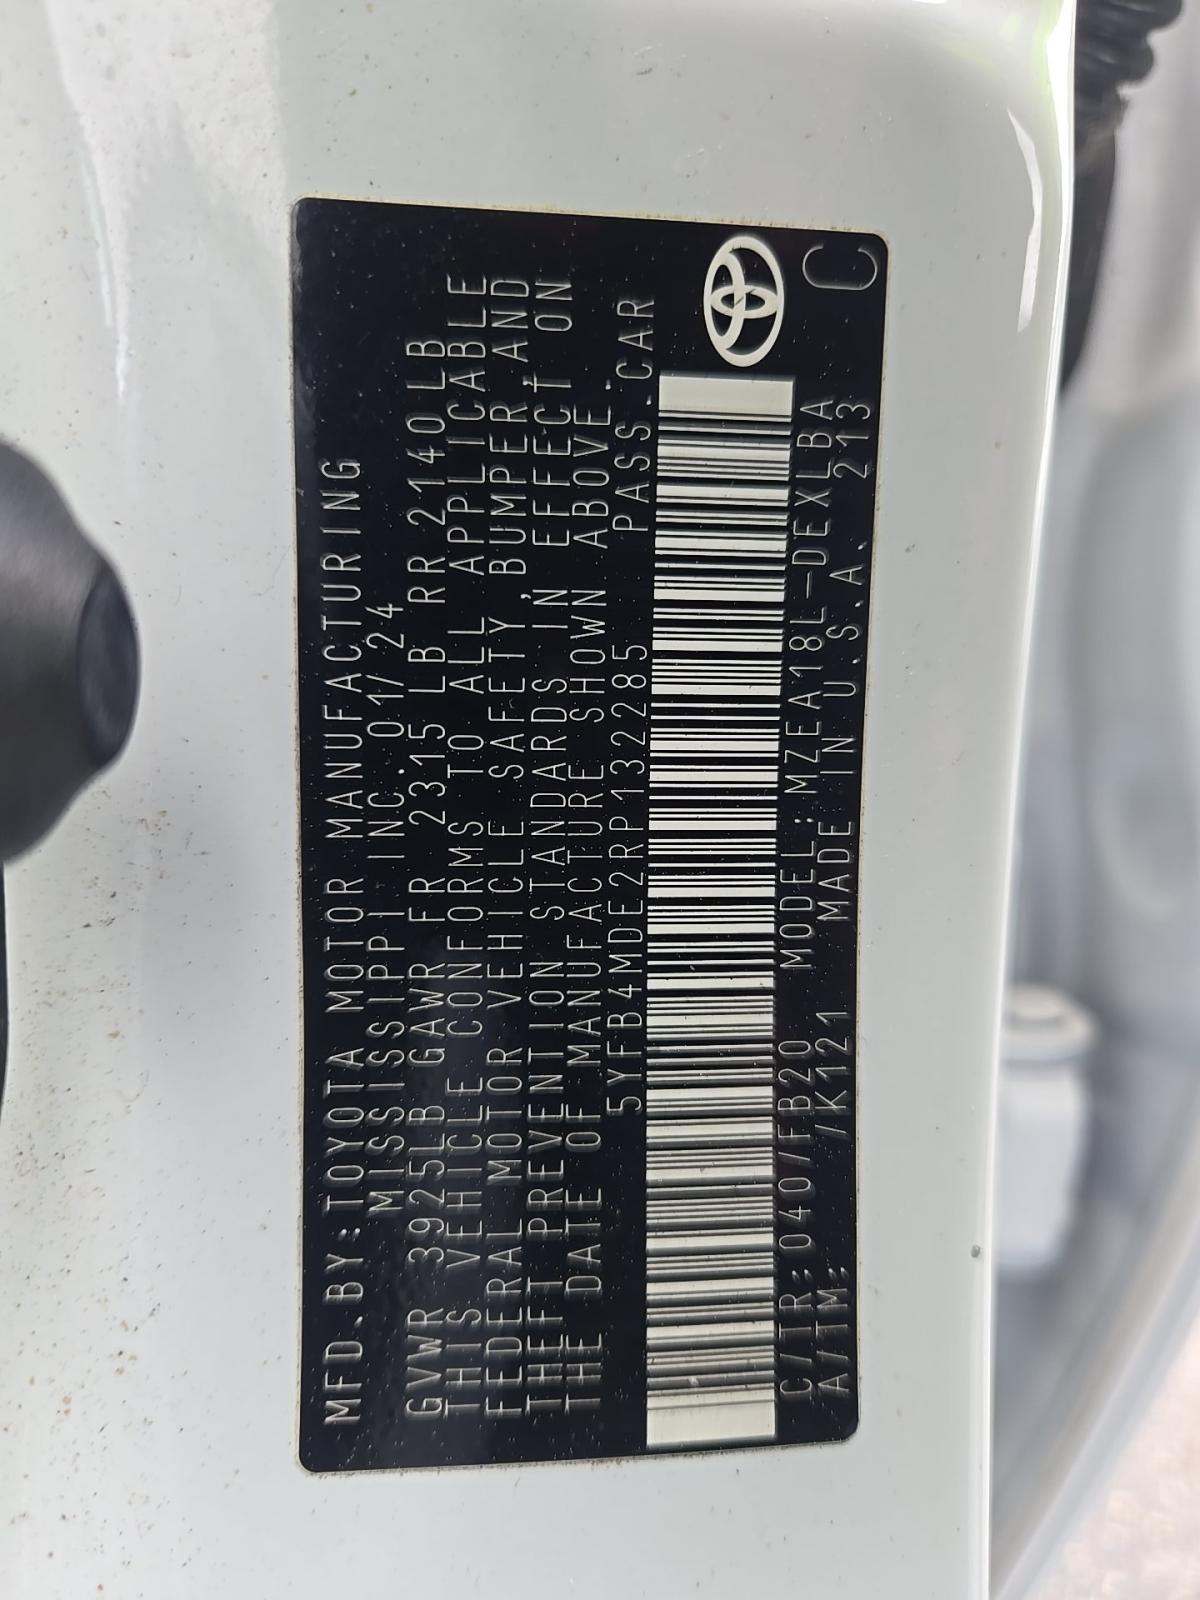 MFD.BY:TOYOTA MOTOR MANUFACTURING
MISSISSIPPI INC. 01/24
GVWR 3925LB GAWR FR 2315 LB RR 2140 LB
THIS VEHICLE CONFORMS TO ALL APPLICABLE
FEDERAL MOTOR VEHICLE SAFETY, BUMPER, AND
THEFT PREVENTION STANDARDS IN EFFECT ON
THE DATE OF MANUFACTURE SHOWN ABOVE.
5YFB4MDE2RP132285 PASS.CAR
C/TR:040/FB20 MODEL:MZEA18L-DEXLBA
A/TM: /K121 MADE IN U.S.A. 213
C